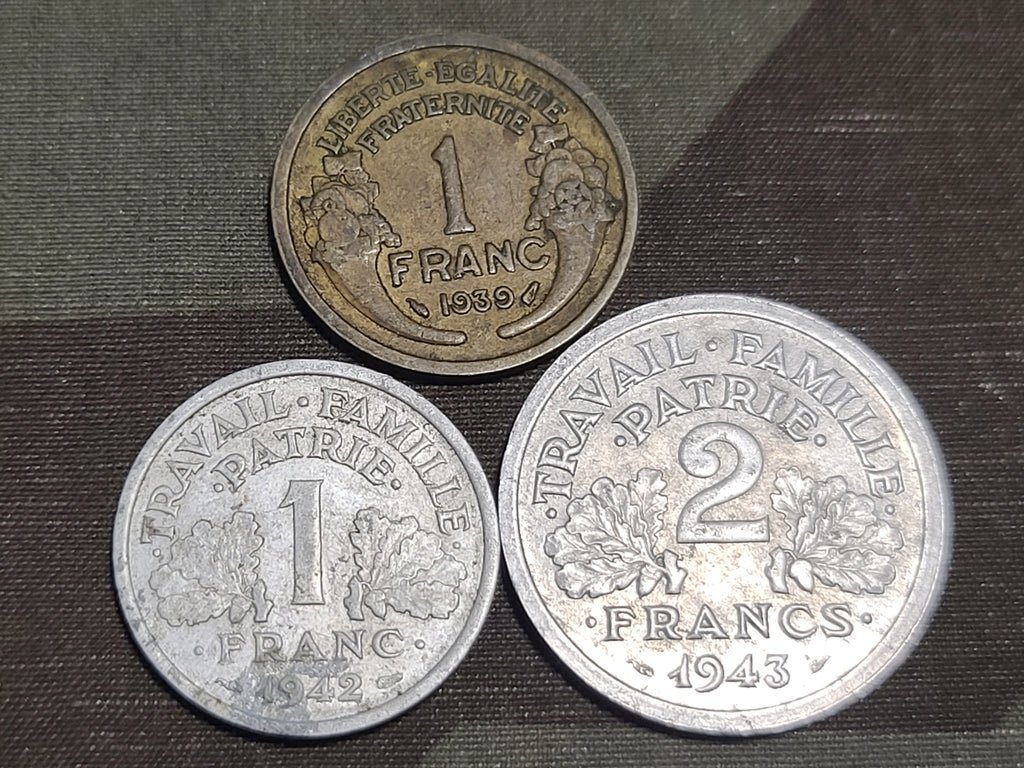 LIBERTE · EGALITE
FRATERNITE
1
FRANC
1939
TRAVAIL · FAMILLE
· PATRIE ·
1
· FRANC ·
1942
· TRAVAIL · FAMILLE ·
· PATRIE ·
2
· FRANCS ·
1943